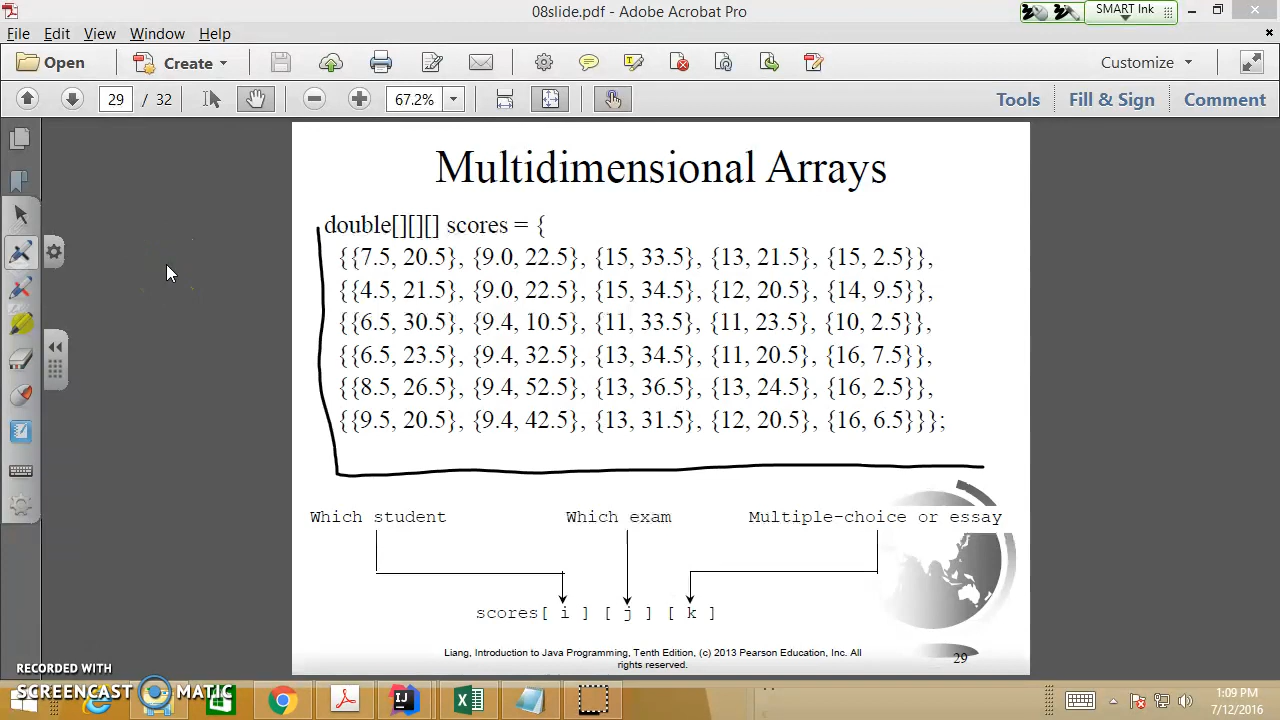 08slide.pdf - Adobe Acrobat Pro
SMART Ink
File Edit View Window Help
Open Create Customize
29 / 32 67.2% Tools Fill & Sign Comment
Multidimensional Arrays
double[][][] scores = {
{{7.5, 20.5}, {9.0, 22.5}, {15, 33.5}, {13, 21.5}, {15, 2.5}},
{{4.5, 21.5}, {9.0, 22.5}, {15, 34.5}, {12, 20.5}, {14, 9.5}},
{{6.5, 30.5}, {9.4, 10.5}, {11, 33.5}, {11, 23.5}, {10, 2.5}},
{{6.5, 23.5}, {9.4, 32.5}, {13, 34.5}, {11, 20.5}, {16, 7.5}},
{{8.5, 26.5}, {9.4, 52.5}, {13, 36.5}, {13, 24.5}, {16, 2.5}},
{{9.5, 20.5}, {9.4, 42.5}, {13, 31.5}, {12, 20.5}, {16, 6.5}}};
Which student Which exam Multiple-choice or essay
scores[ i ] [ j ] [ k ]
Liang, Introduction to Java Programming, Tenth Edition, (c) 2013 Pearson Education, Inc. All
rights reserved.
29
RECORDED WITH
SCREENCAST MATIC
1:09 PM
7/12/2016